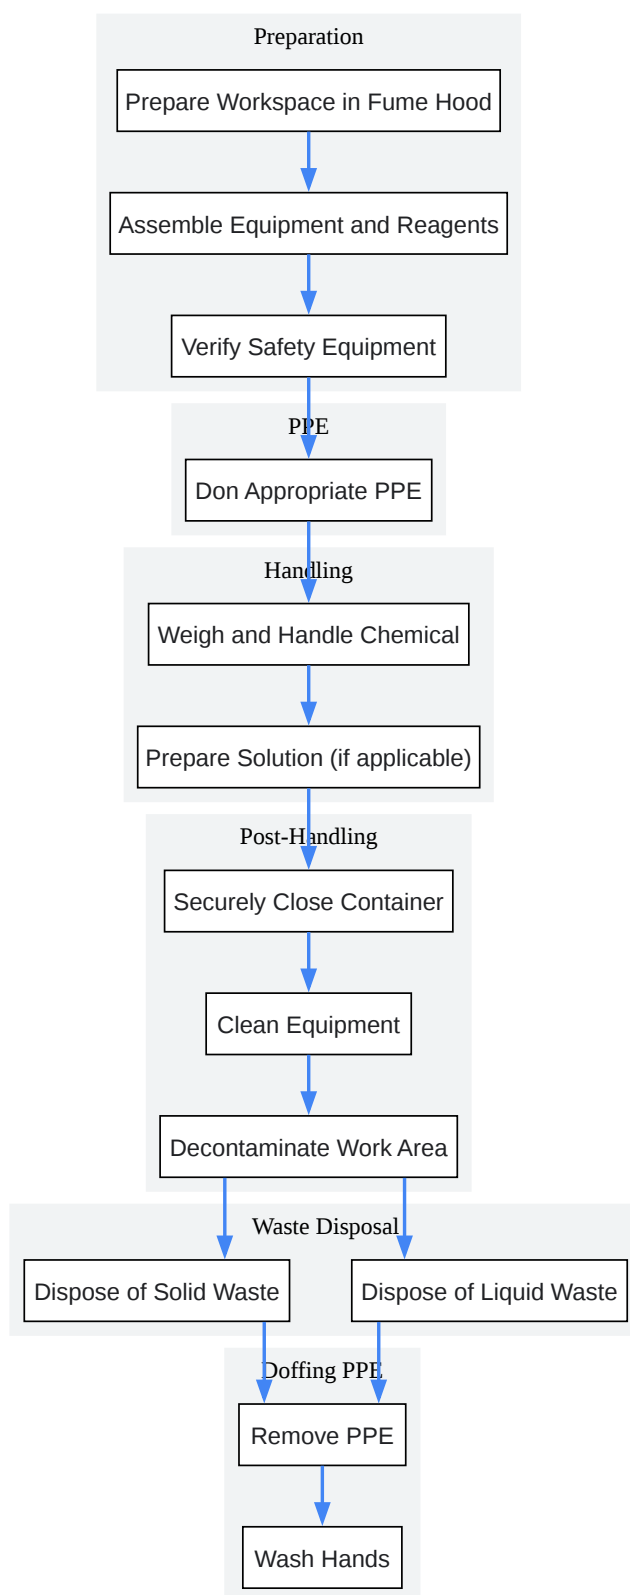 Preparation
Prepare Workspace in Fume Hood
Assemble Equipment and Reagents
Verify Safety Equipment
PPE
Don Appropriate PPE
Handling
Weigh and Handle Chemical
Prepare Solution (if applicable)
Post-Handling
Securely Close Container
Clean Equipment
Decontaminate Work Area
Waste Disposal
Dispose of Solid Waste
Dispose of Liquid Waste
Doffing PPE
Remove PPE
Wash Hands